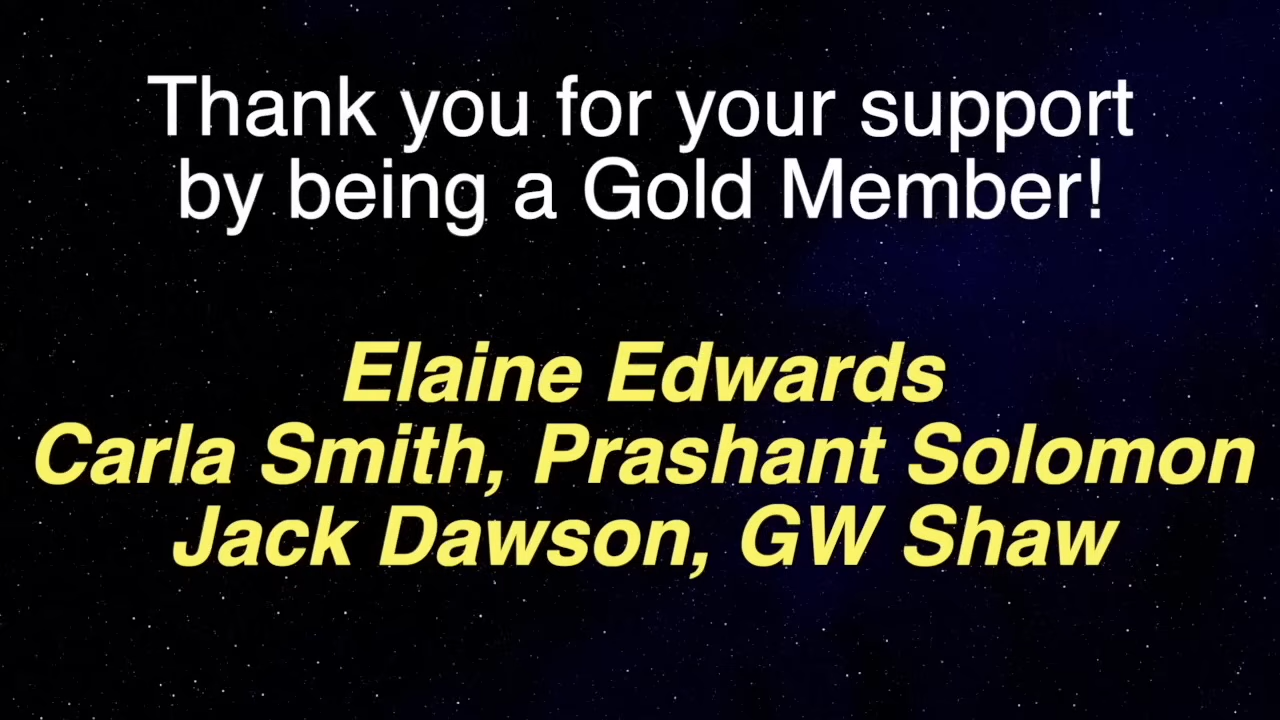 Thank you for your support
by being a Gold Member!
Elaine Edwards
Carla Smith, Prashant Solomon
Jack Dawson, GW Shaw